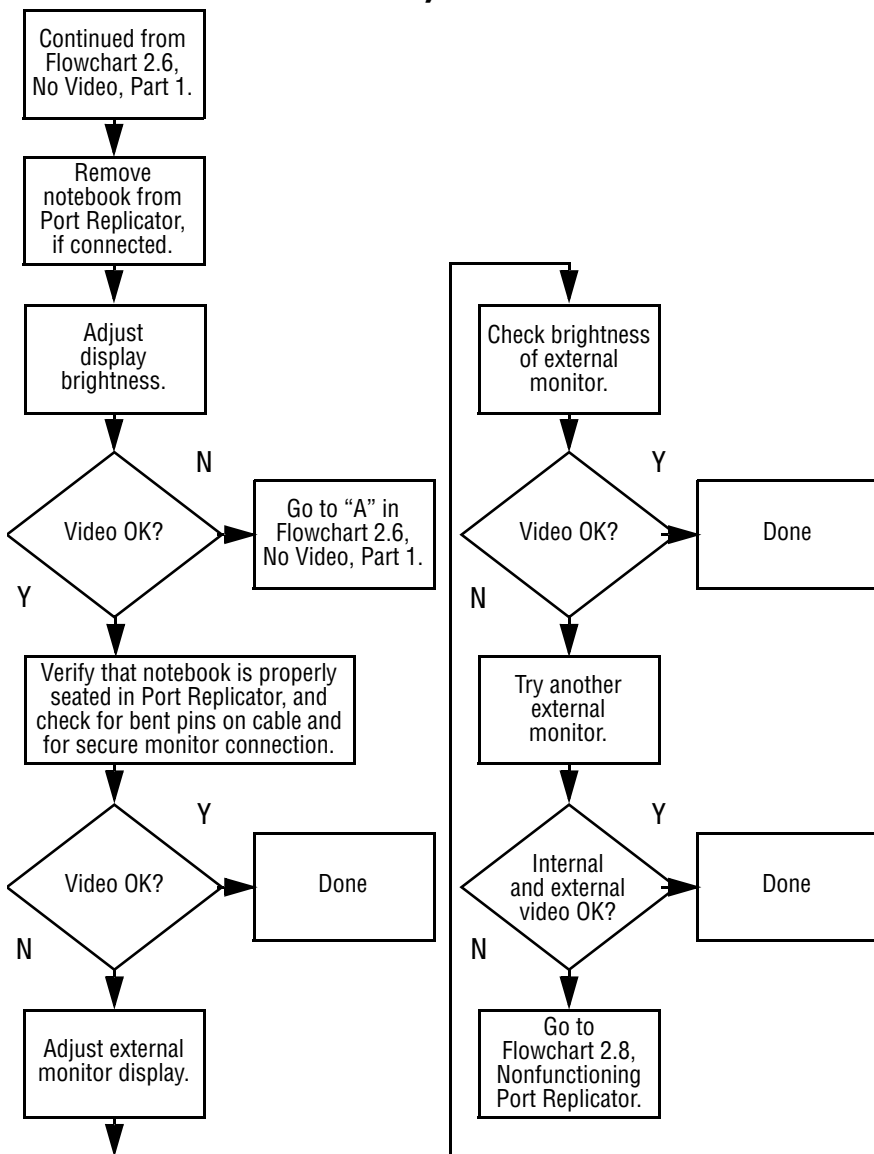 Continued from
Flowchart 2.6,
No Video, Part 1.
Remove
notebook from
Port Replicator,
if connected.
Adjust
display
brightness.
N
Video OK?
Go to “A” in
Flowchart 2.6,
No Video, Part 1.
Y
Verify that notebook is properly
seated in Port Replicator, and
check for bent pins on cable and
for secure monitor connection.
Y
Video OK?
Done
N
Adjust external
monitor display.
Check brightness
of external
monitor.
Y
Video OK?
Done
N
Try another
external
monitor.
Y
Internal
and external
video OK?
Done
N
Go to
Flowchart 2.8,
Nonfunctioning
Port Replicator.